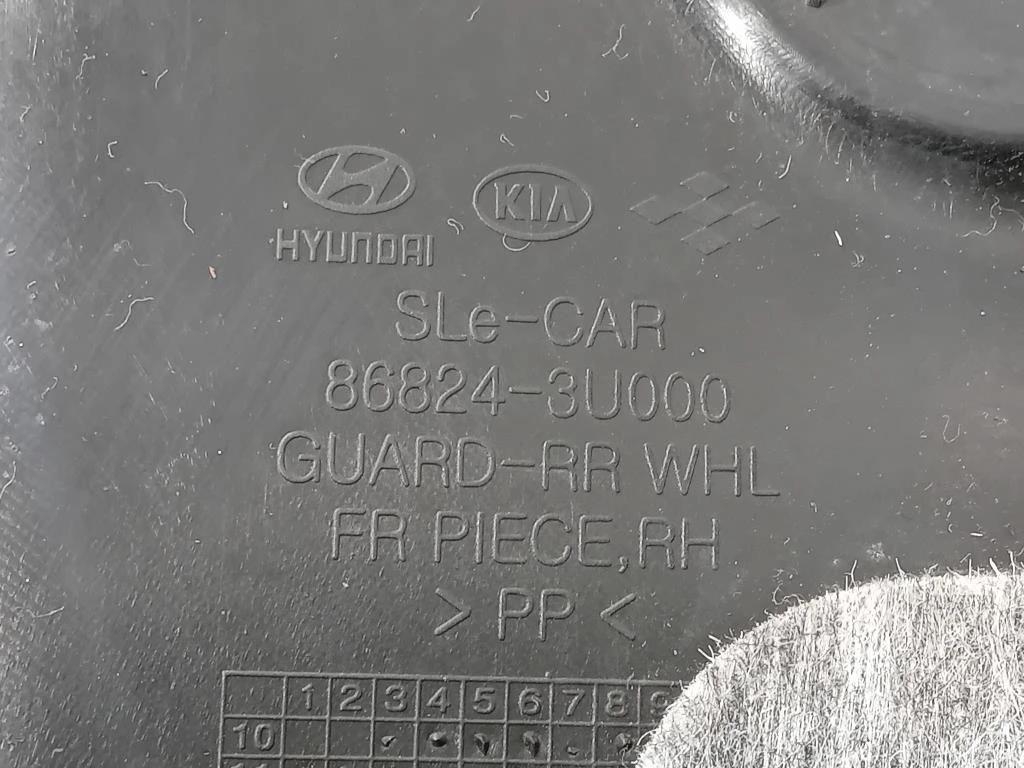 HYUNDAI KIA
SLe-CAR
86824-3U000
GUARD-RR WHL
FR PIECE,RH
> PP <
1 2 3 4 5 6 7 8 9
10